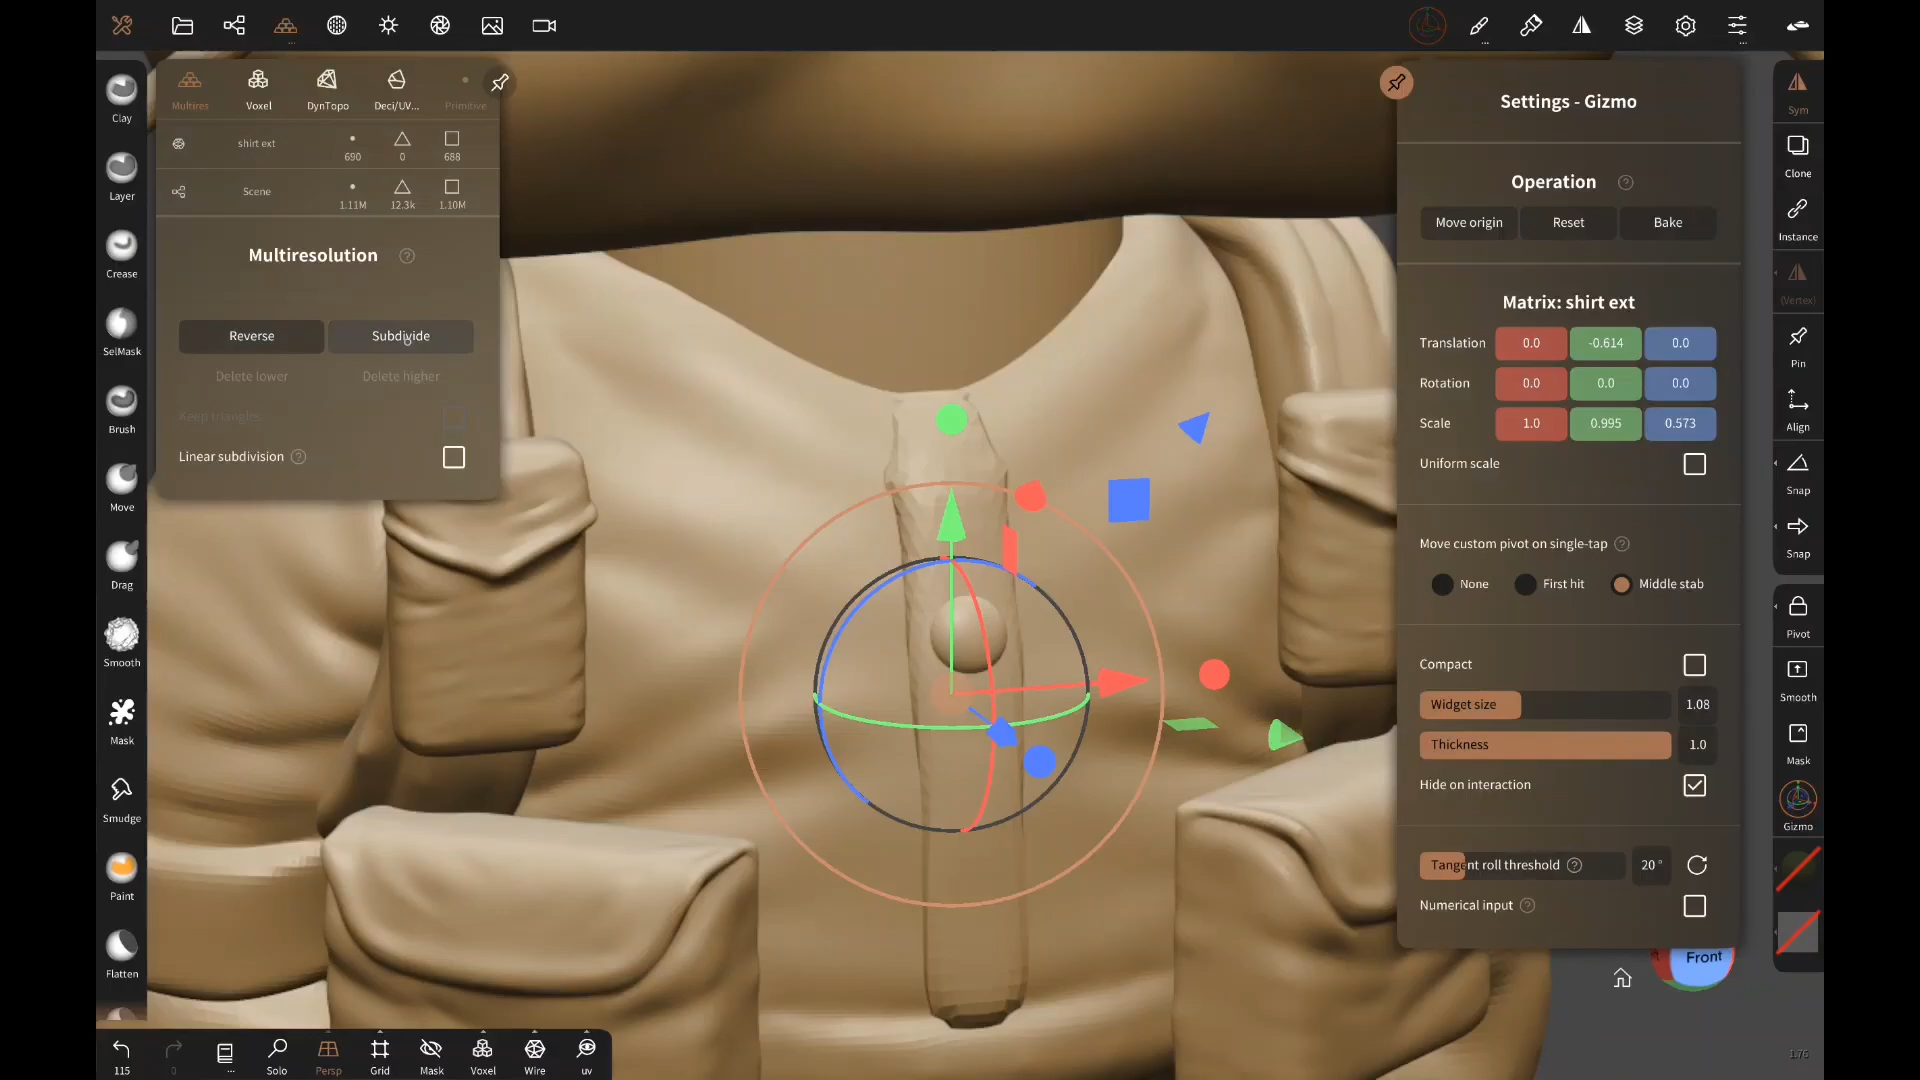 Clay
Layer
Crease
SelMask
Brush
Move
Drag
Smooth
Mask
Smudge
Paint
Flatten
Multires
Voxel
DynTopo
Deci/UV...
Primitive
shirt ext
690
0
688
Scene
1.11M
12.3k
1.10M
Multiresolution ?
Reverse
Subdivide
Delete lower
Delete higher
Keep triangles
Linear subdivision ?
Settings - Gizmo
Operation ?
Move origin
Reset
Bake
Matrix: shirt ext
Translation 0.0 -0.614 0.0
Rotation 0.0 0.0 0.0
Scale 1.0 0.995 0.573
Uniform scale
Move custom pivot on single-tap ?
None
First hit
Middle stab
Compact
Widget size 1.08
Thickness 1.0
Hide on interaction
Tangent roll threshold ? 20 °
Numerical input ?
Sym
Clone
Instance
(Vertex)
Pin
Align
Snap
Snap
Pivot
Smooth
Mask
Gizmo
Front
1.76
115
0
Solo
Persp
Grid
Mask
Voxel
Wire
uv